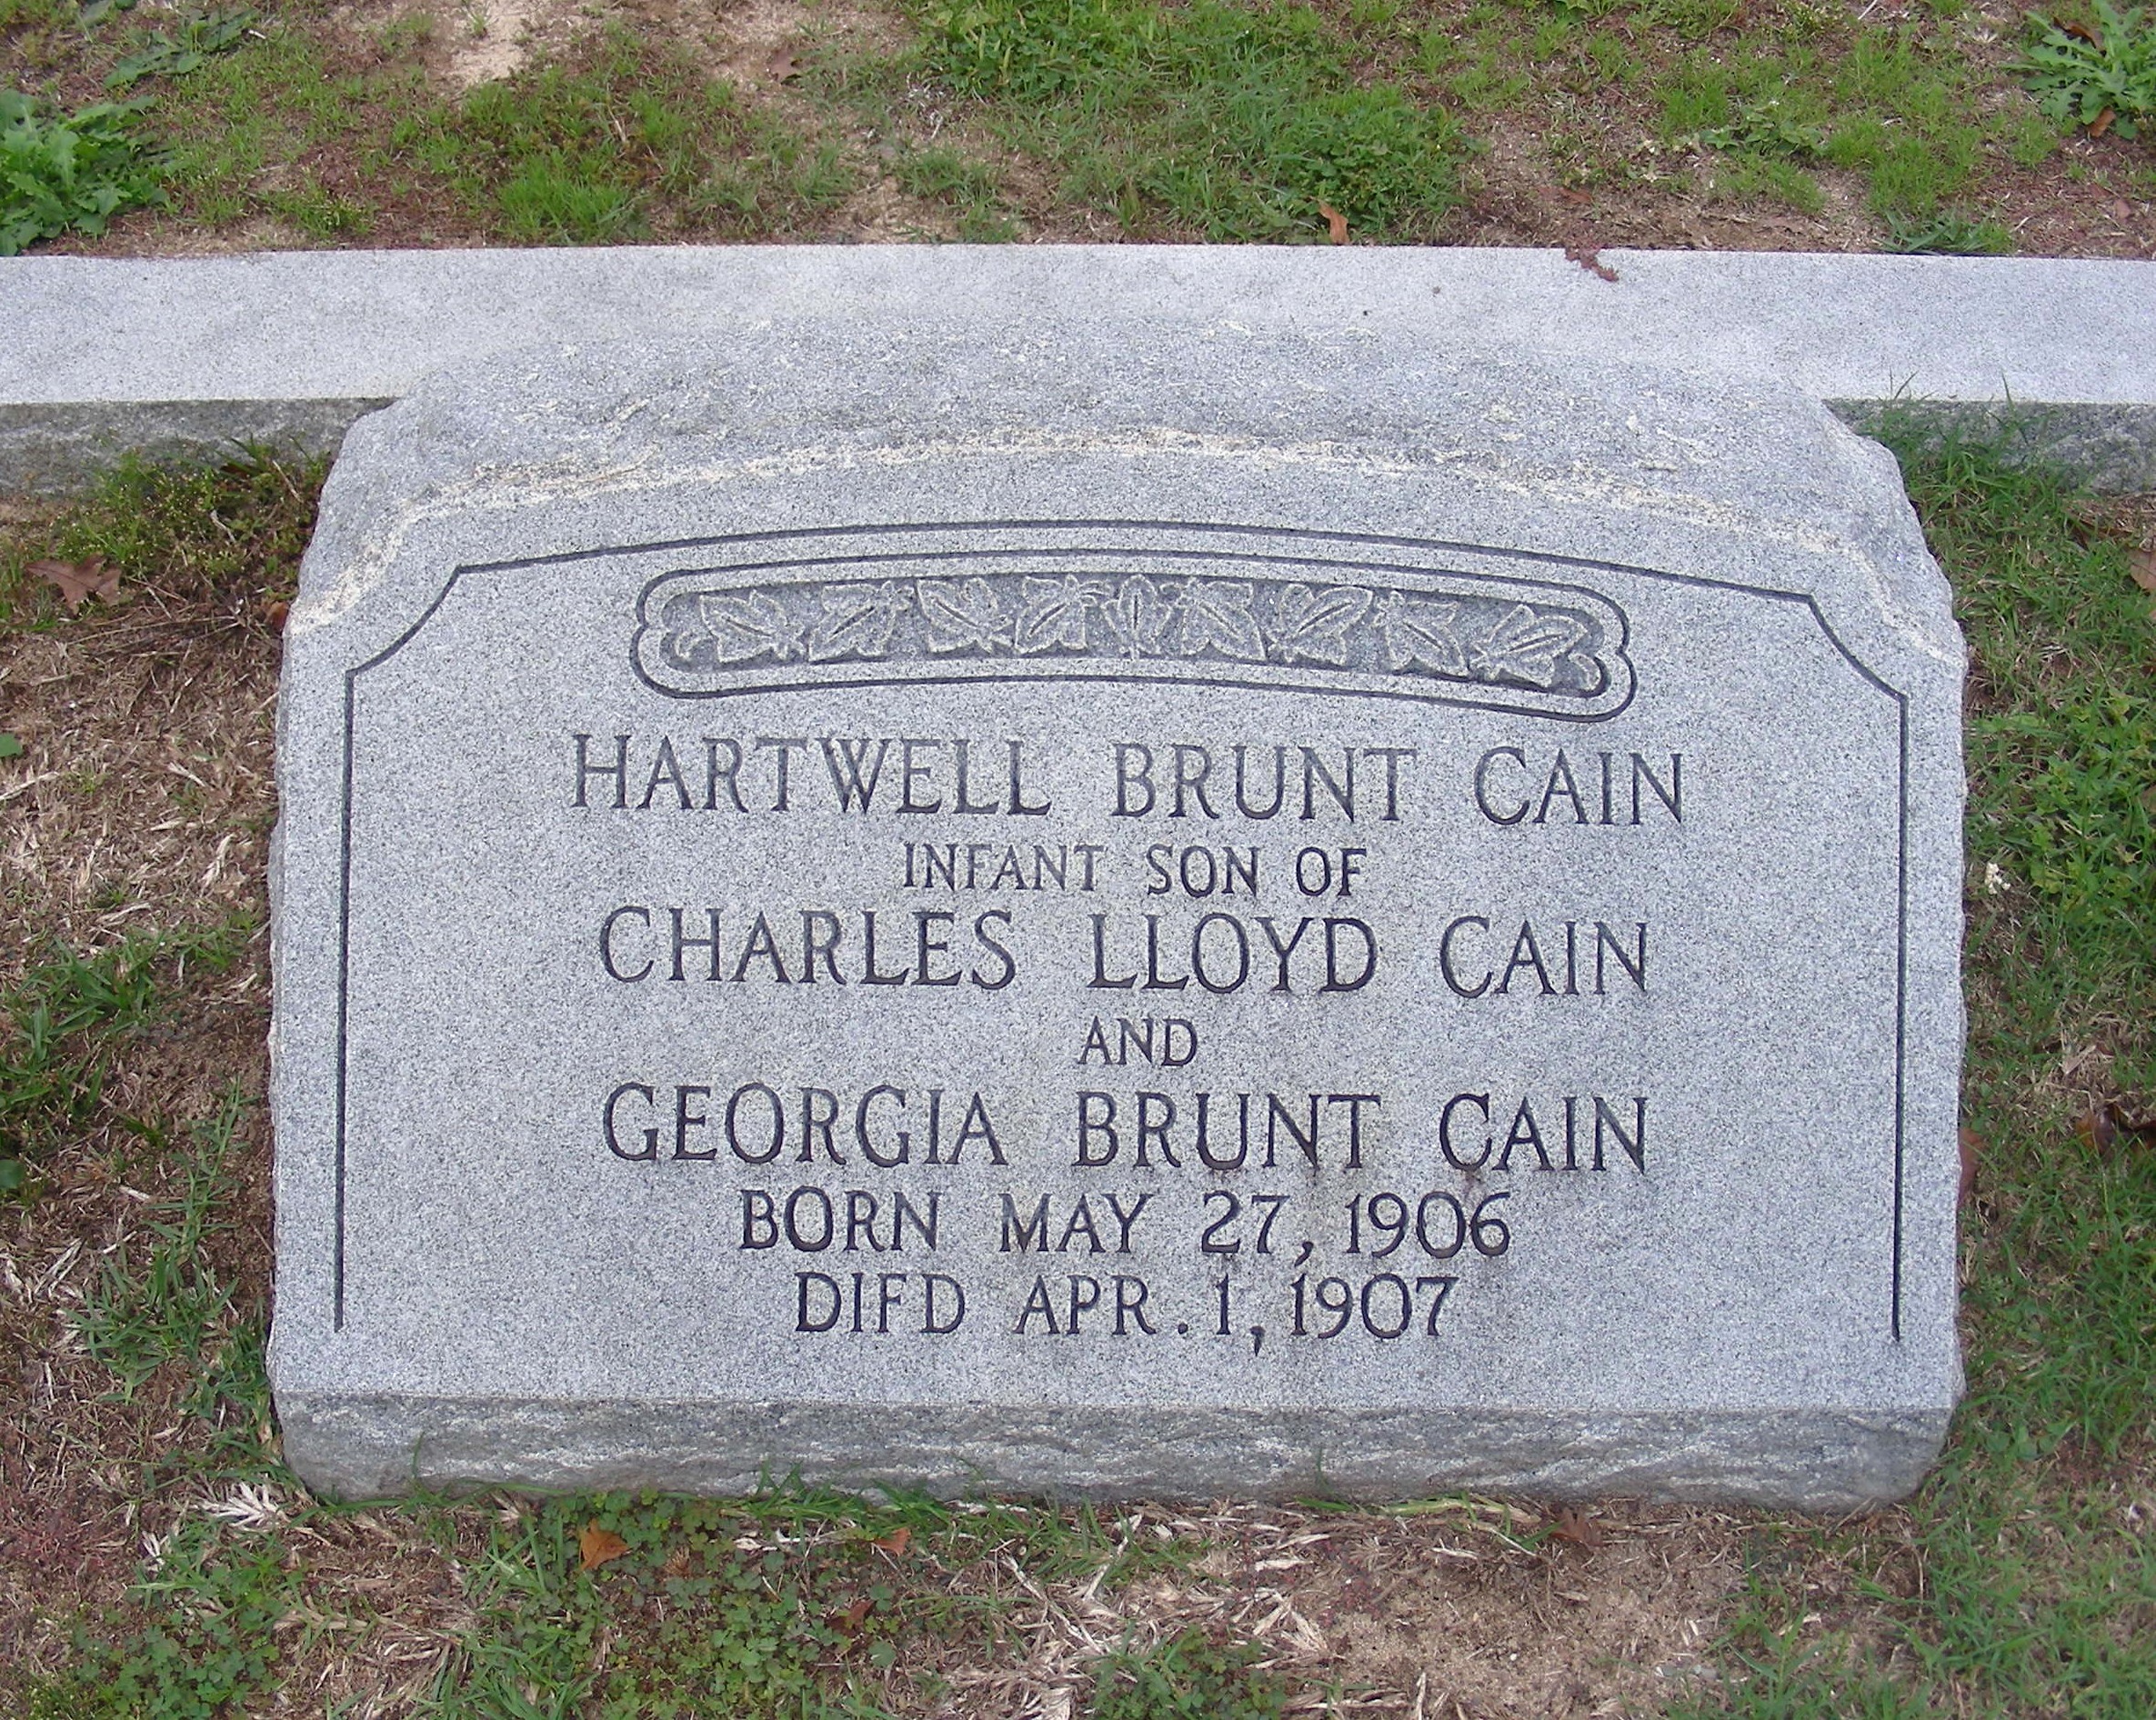 HARTWELL BRUNT CAIN
INFANT SON OF
CHARLES LLOYD CAIN
AND
GEORGIA BRUNT CAIN
BORN MAY 27, 1906
DIED APR. 1, 1907